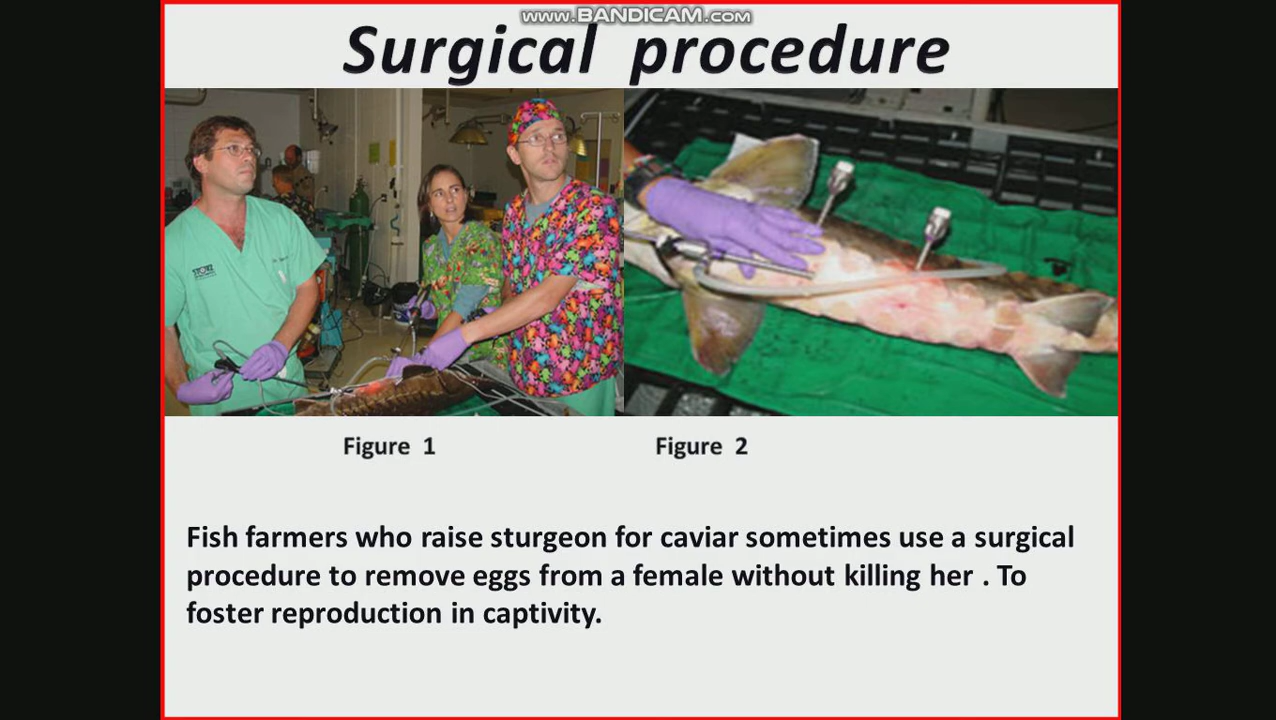 www.BANDICAM.com
Surgical procedure
STORZ
Figure 1
Figure 2
Fish farmers who raise sturgeon for caviar sometimes use a surgical
procedure to remove eggs from a female without killing her . To
foster reproduction in captivity.